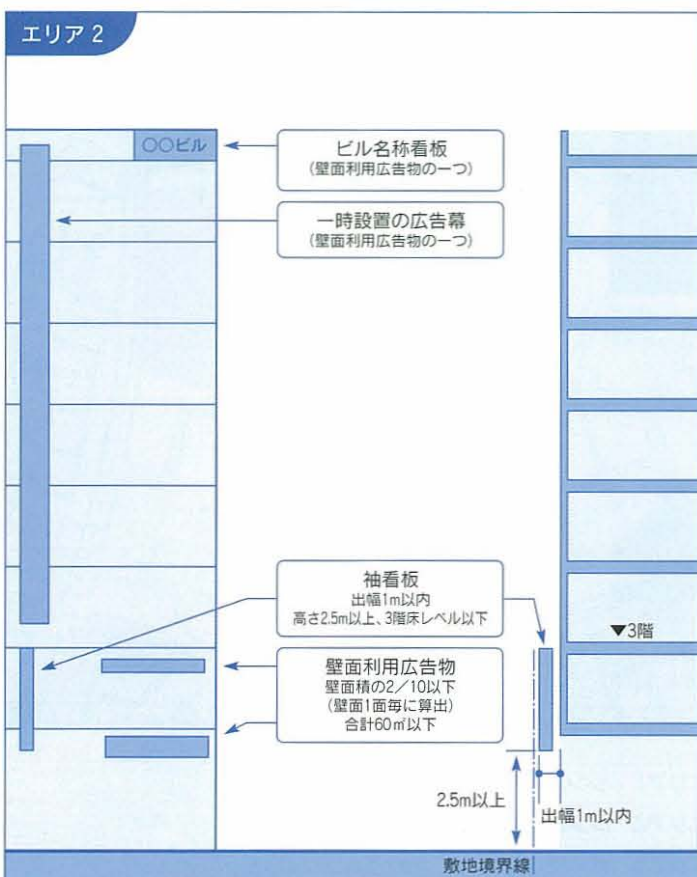 エリア 2
○○ビル
ビル名称看板
(壁面利用広告物の一つ)
一時設置の広告幕
(壁面利用広告物の一つ)
袖看板
出幅1m以内
高さ2.5m以上、3階床レベル以下
▼3階
壁面利用広告物
壁面積の2／10以下
(壁面1面毎に算出)
合計60㎡以下
2.5m以上
出幅1m以内
敷地境界線